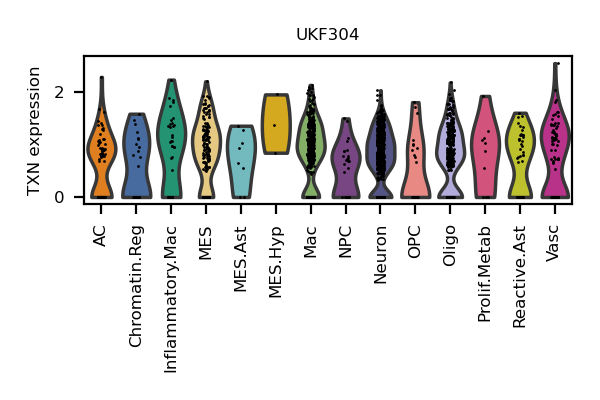 UKF304
TXN expression
2
0
AC
Chromatin.Reg
Inflammatory.Mac
MES
MES.Ast
MES.Hyp
Mac
NPC
Neuron
OPC
Oligo
Prolif.Metab
Reactive.Ast
Vasc